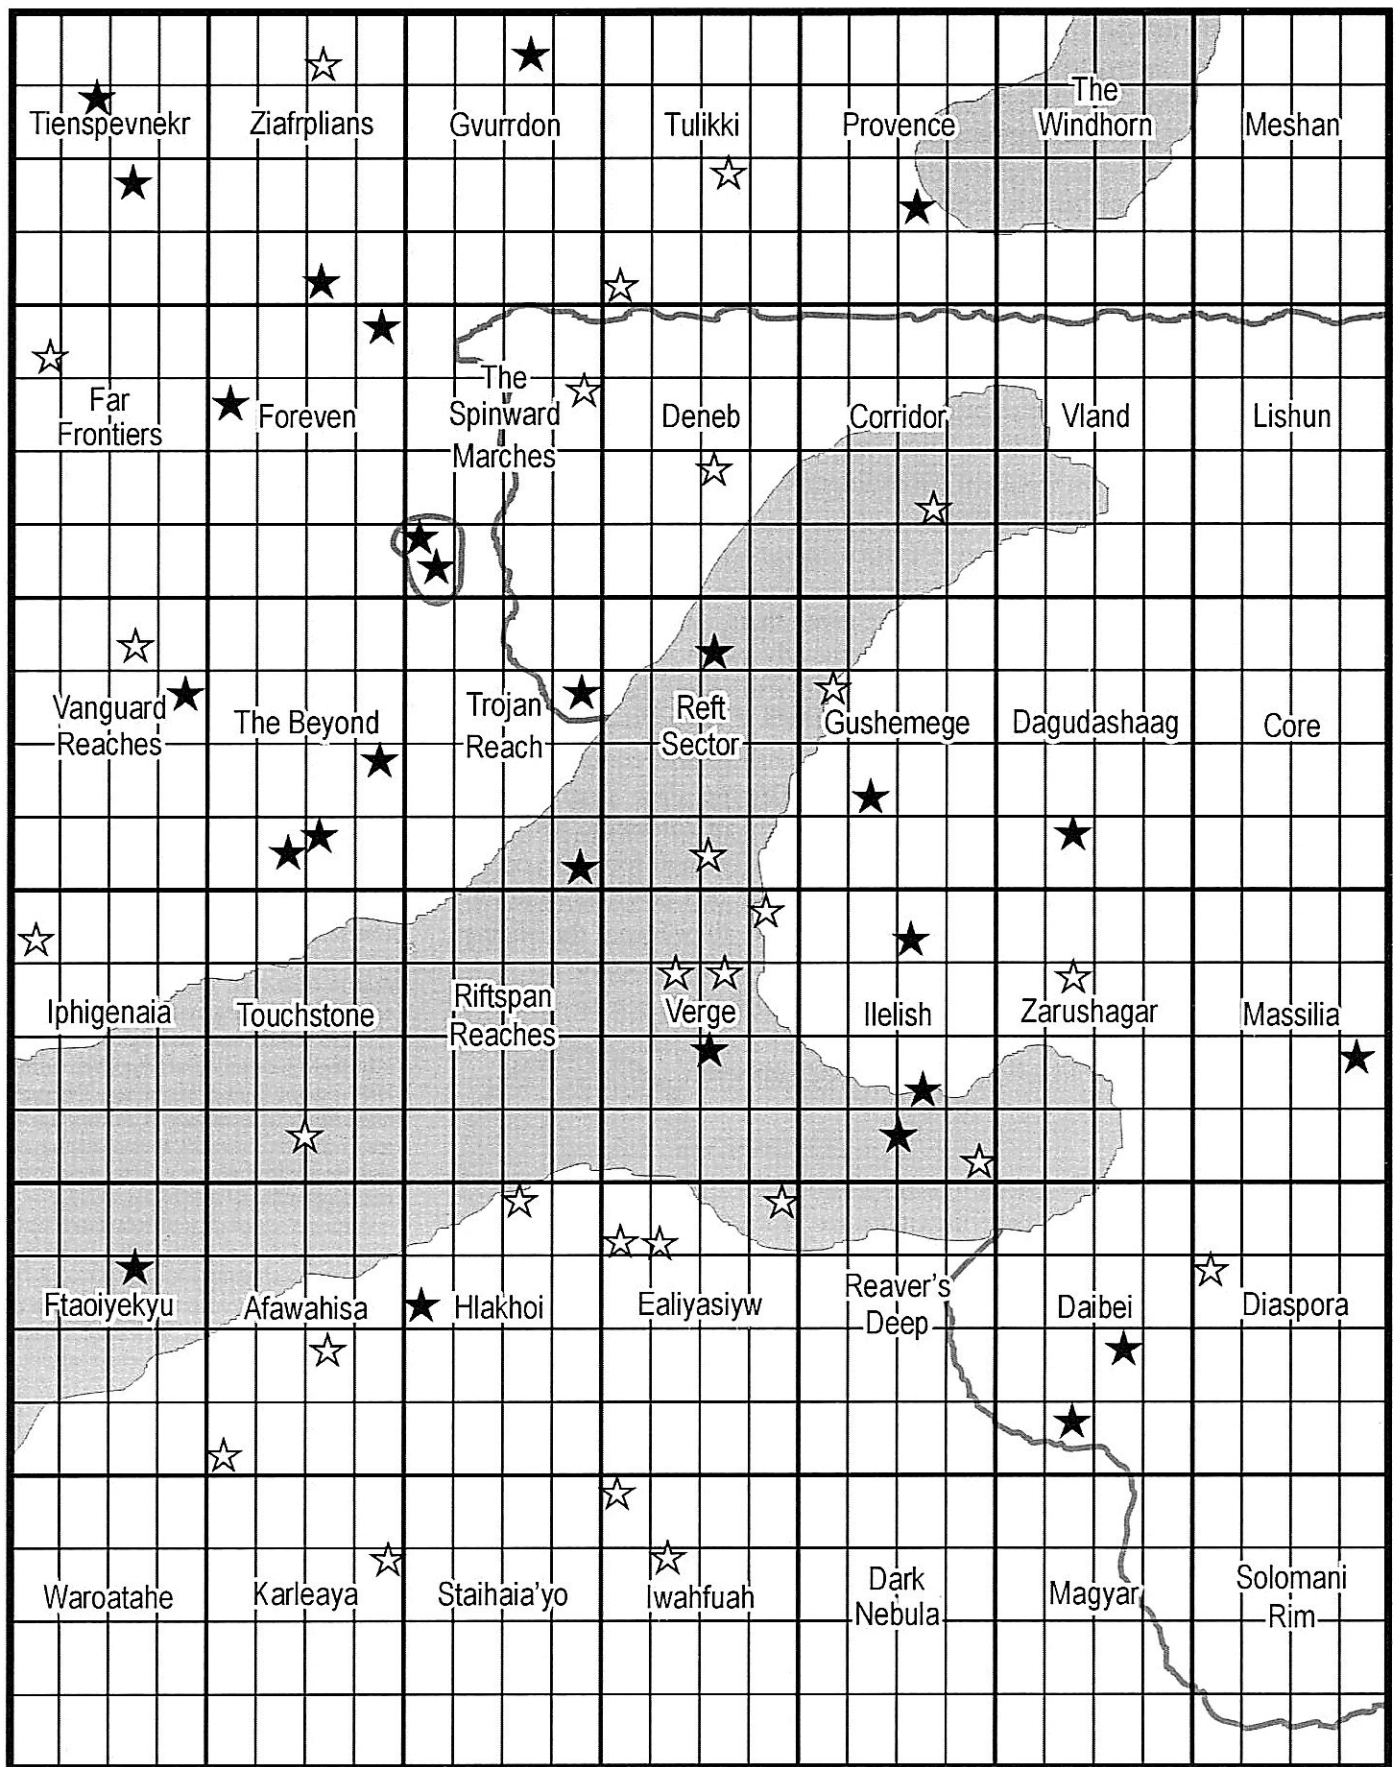 Tienspevnekr
Ziafrplians
Gvurrdon
Tulikki
Provence
The
Windhorn
Meshan
Far
Frontiers
Foreven
The
Spinward
Marches
Deneb
Corridor
Vland
Lishun
Vanguard
Reaches
The Beyond
Trojan
Reach
Reft
Sector
Gushemege
Dagudashaag
Core
Iphigenaia
Touchstone
Riftspan
Reaches
Verge
Ilelish
Zarushagar
Massilia
Ftaoiyekyu
Afawahisa
Hlakhoi
Ealiyasiyw
Reaver's
Deep
Daibei
Diaspora
Waroatahe
Karleaya
Staihaia'yo
Iwahfuah
Dark
Nebula
Magyar
Solomani
Rim